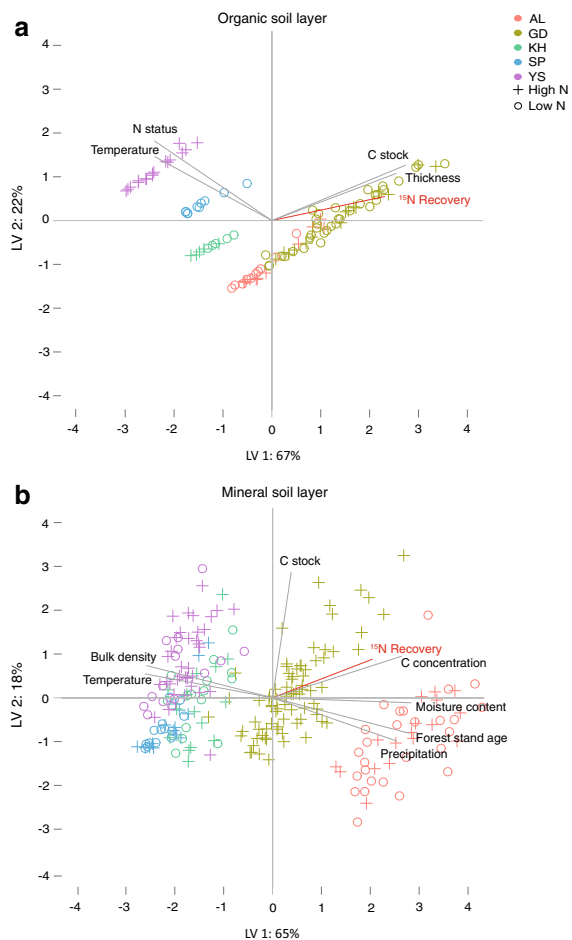 a
Organic soil layer
AL
GD
KH
SP
YS
High N
Low N
4
3
2
1
0
-1
-2
-3
-4
LV 2: 22%
N status
Temperature
C stock
Thickness
¹⁵N Recovery
-4 -3 -2 -1 0 1 2 3 4
LV 1: 67%
b
Mineral soil layer
4
3
2
1
0
-1
-2
-3
-4
LV 2: 18%
C stock
Bulk density
Temperature
¹⁵N Recovery
C concentration
Moisture content
Forest stand age
Precipitation
-4 -3 -2 -1 0 1 2 3 4
LV 1: 65%